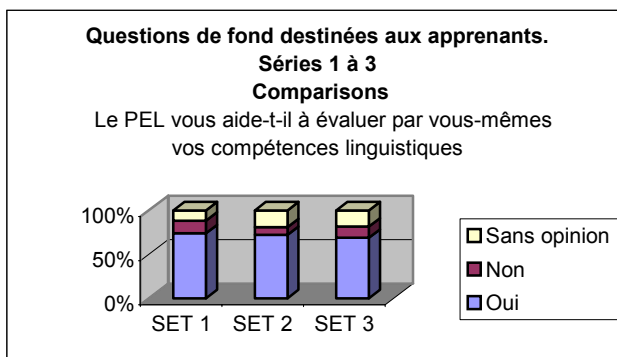 Questions de fond destinées aux apprenants.
Séries 1 à 3
Comparisons
Le PEL vous aide-t-il à évaluer par vous-mêmes
vos compétences linguistiques
100%
50%
0%
SET 1
SET 2
SET 3
Sans opinion
Non
Oui